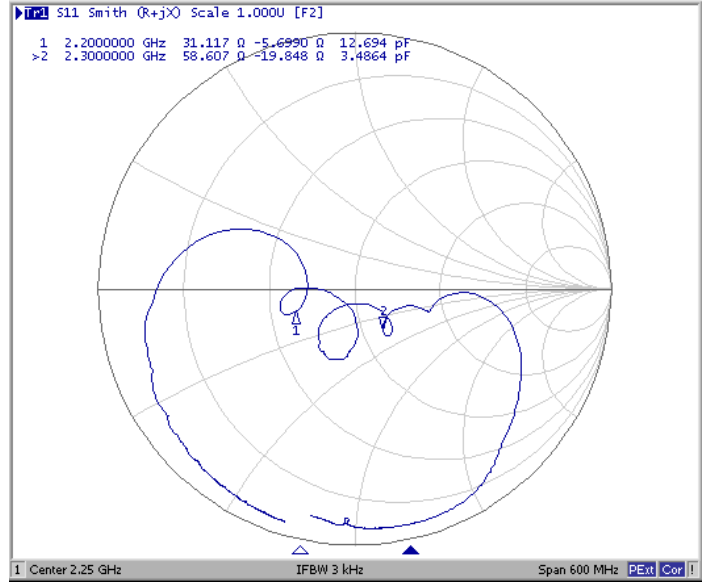 Tr1 S11 Smith (R+jX) Scale 1.000U [F2]
1 2.2000000 GHz 31.117 Ω -5.6990 Ω 12.694 pF
>2 2.3000000 GHz 58.607 Ω -19.848 Ω 3.4864 pF
2
1
1 Center 2.25 GHz IFBW 3 kHz Span 600 MHz PExt Cor !